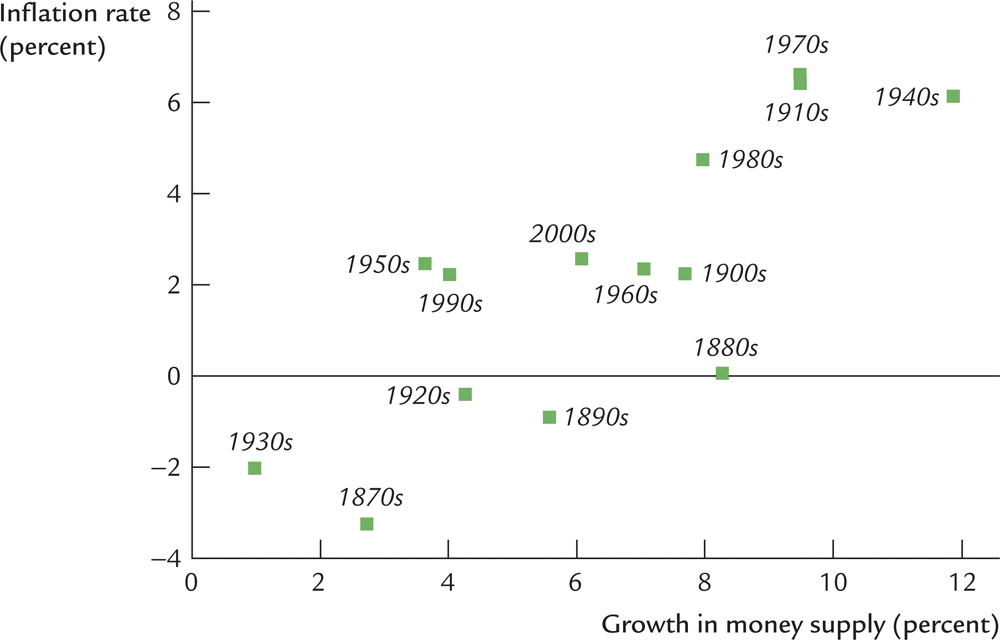 Inflation rate
(percent)
8
6
4
2
0
−2
−4
1970s
1910s
1940s
1980s
2000s
1950s
1990s
1960s
1900s
1880s
1920s
1890s
1930s
1870s
0 2 4 6 8 10 12
Growth in money supply (percent)